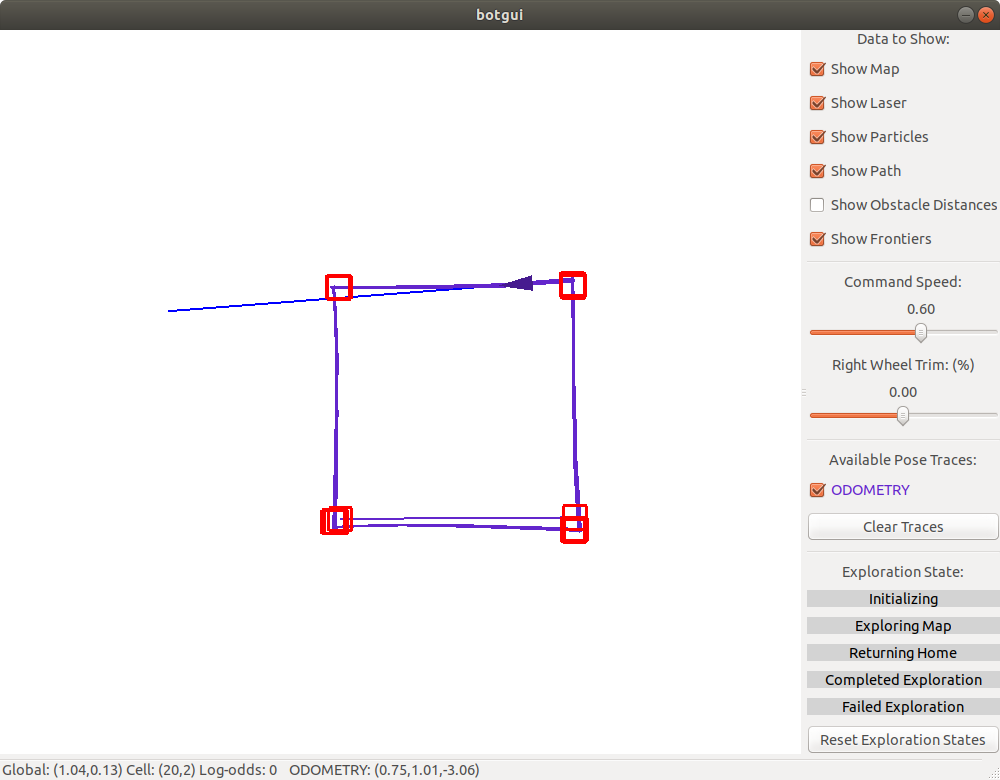 botgui
Data to Show:
Show Map
Show Laser
Show Particles
Show Path
Show Obstacle Distances
Show Frontiers
Command Speed:
0.60
Right Wheel Trim: (%)
0.00
Available Pose Traces:
ODOMETRY
Clear Traces
Exploration State:
Initializing
Exploring Map
Returning Home
Completed Exploration
Failed Exploration
Reset Exploration States
Global: (1.04,0.13) Cell: (20,2) Log-odds: 0 ODOMETRY: (0.75,1.01,-3.06)